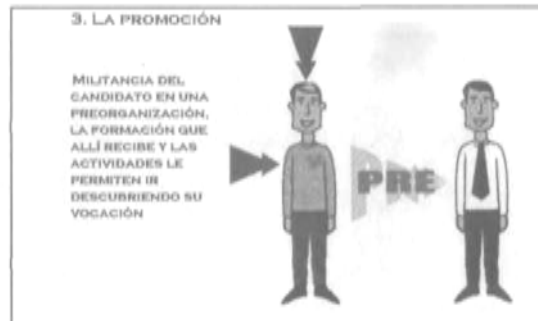 3. LA PROMOCIÓN
MILITANCIA DEL
CANDIDATO EN UNA
PREORGANIZACIÓN,
LA FORMACIÓN QUE
ALLÍ RECIBE Y LAS
ACTIVIDADES LE
PERMITEN IR
DESCUBRIENDO SU
VOCACIÓN
PRE